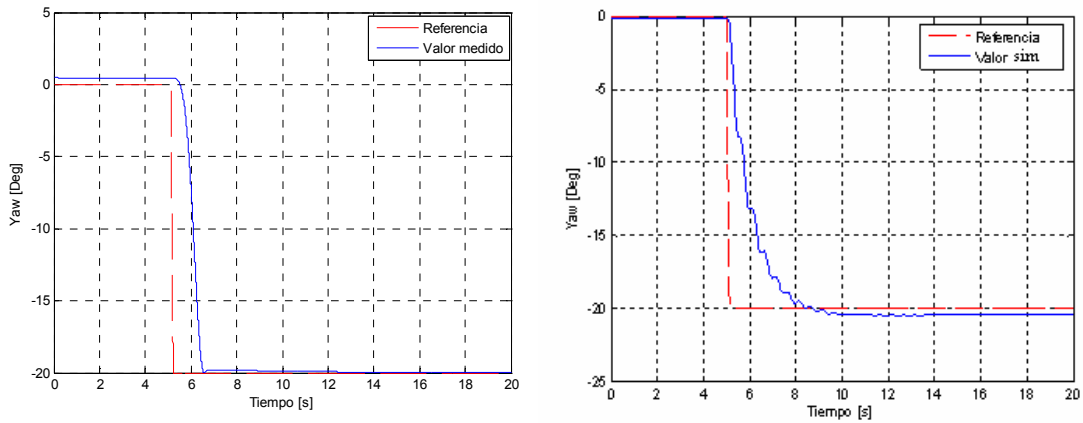 5
0
-5
-10
-15
-20
Yaw [Deg]
0 2 4 6 8 10 12 14 16 18 20
Tiempo [s]
Referencia
Valor medido
0
-5
-10
-15
-20
-25
Yaw [Deg]
0 2 4 6 8 10 12 14 16 18 20
Tiempo [s]
Referencia
Valor sim